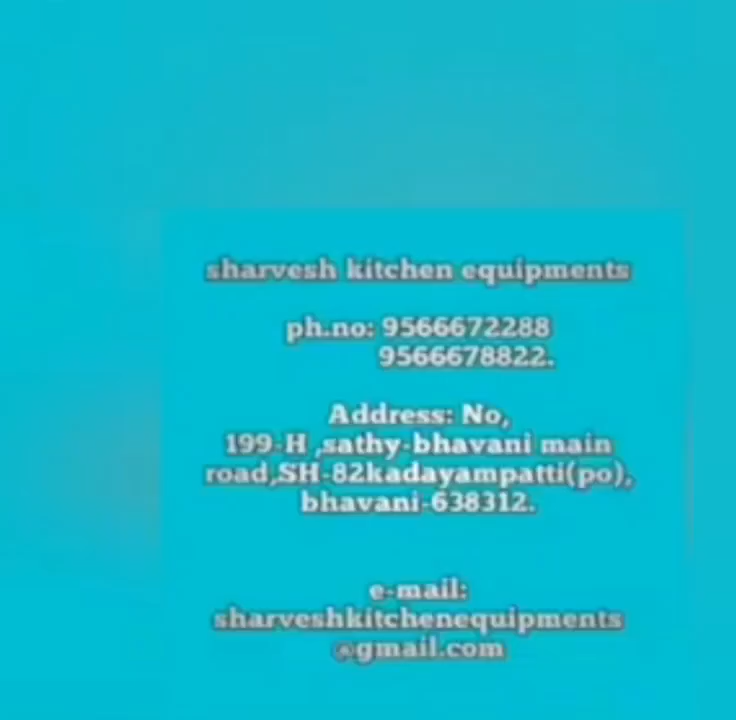 sharvesh kitchen equipments
ph.no: 9566672288
9566678822.
Address: No,
199-H ,sathy-bhavani main
road,SH-82kadayampatti(po),
bhavani-638312.
e-mail:
sharveshkitchenequipments
@gmail.com